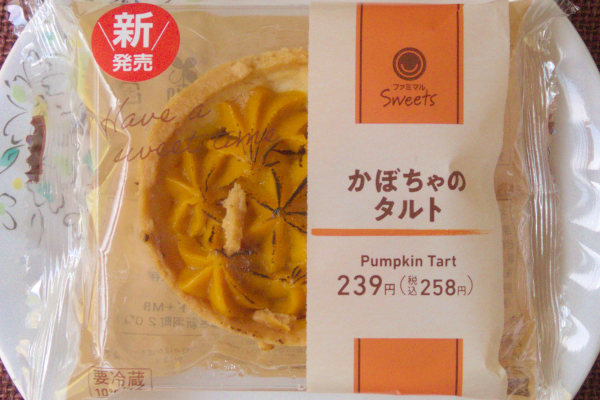 新
発売
Have a
sweet time
ファミマル
Sweets
かぼちゃの
タルト
Pumpkin Tart
239円(税込258円)
要冷蔵